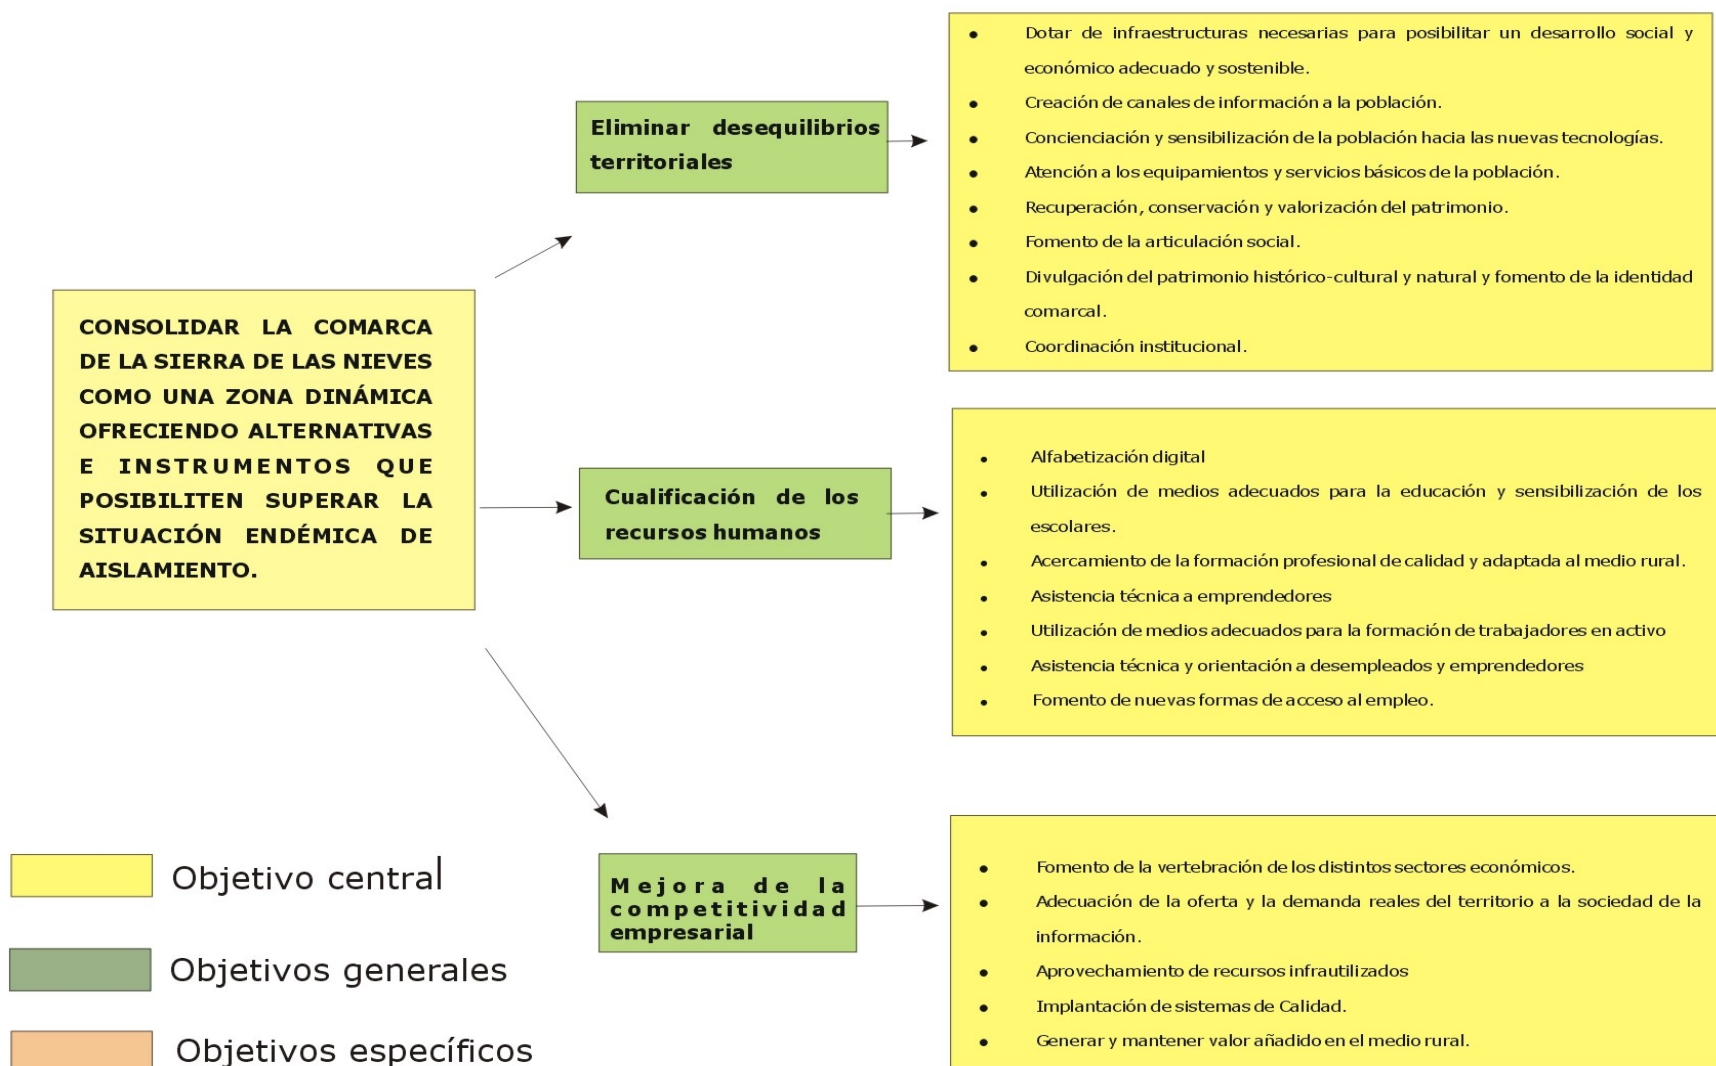 CONSOLIDAR LA COMARCA
DE LA SIERRA DE LAS NIEVES
COMO UNA ZONA DINÁMICA
OFRECIENDO ALTERNATIVAS
E INSTRUMENTOS QUE
POSIBILITEN SUPERAR LA
SITUACIÓN ENDÉMICA DE
AISLAMIENTO.
Eliminar desequilibrios
territoriales
• Dotar de infraestructuras necesarias para posibilitar un desarrollo social y
económico adecuado y sostenible.
• Creación de canales de información a la población.
• Concienciación y sensibilización de la población hacia las nuevas tecnologías.
• Atención a los equipamientos y servicios básicos de la población.
• Recuperación, conservación y valorización del patrimonio.
• Fomento de la articulación social.
• Divulgación del patrimonio histórico-cultural y natural y fomento de la identidad
comarcal.
• Coordinación institucional.
Cualificación de los
recursos humanos
• Alfabetización digital
• Utilización de medios adecuados para la educación y sensibilización de los
escolares.
• Acercamiento de la formación profesional de calidad y adaptada al medio rural.
• Asistencia técnica a emprendedores
• Utilización de medios adecuados para la formación de trabajadores en activo
• Asistencia técnica y orientación a desempleados y emprendedores
• Fomento de nuevas formas de acceso al empleo.
Mejora de la
competitividad
empresarial
• Fomento de la vertebración de los distintos sectores económicos.
• Adecuación de la oferta y la demanda reales del territorio a la sociedad de la
información.
• Aprovechamiento de recursos infrautilizados
• Implantación de sistemas de Calidad.
• Generar y mantener valor añadido en el medio rural.
Objetivo central
Objetivos generales
Objetivos específicos